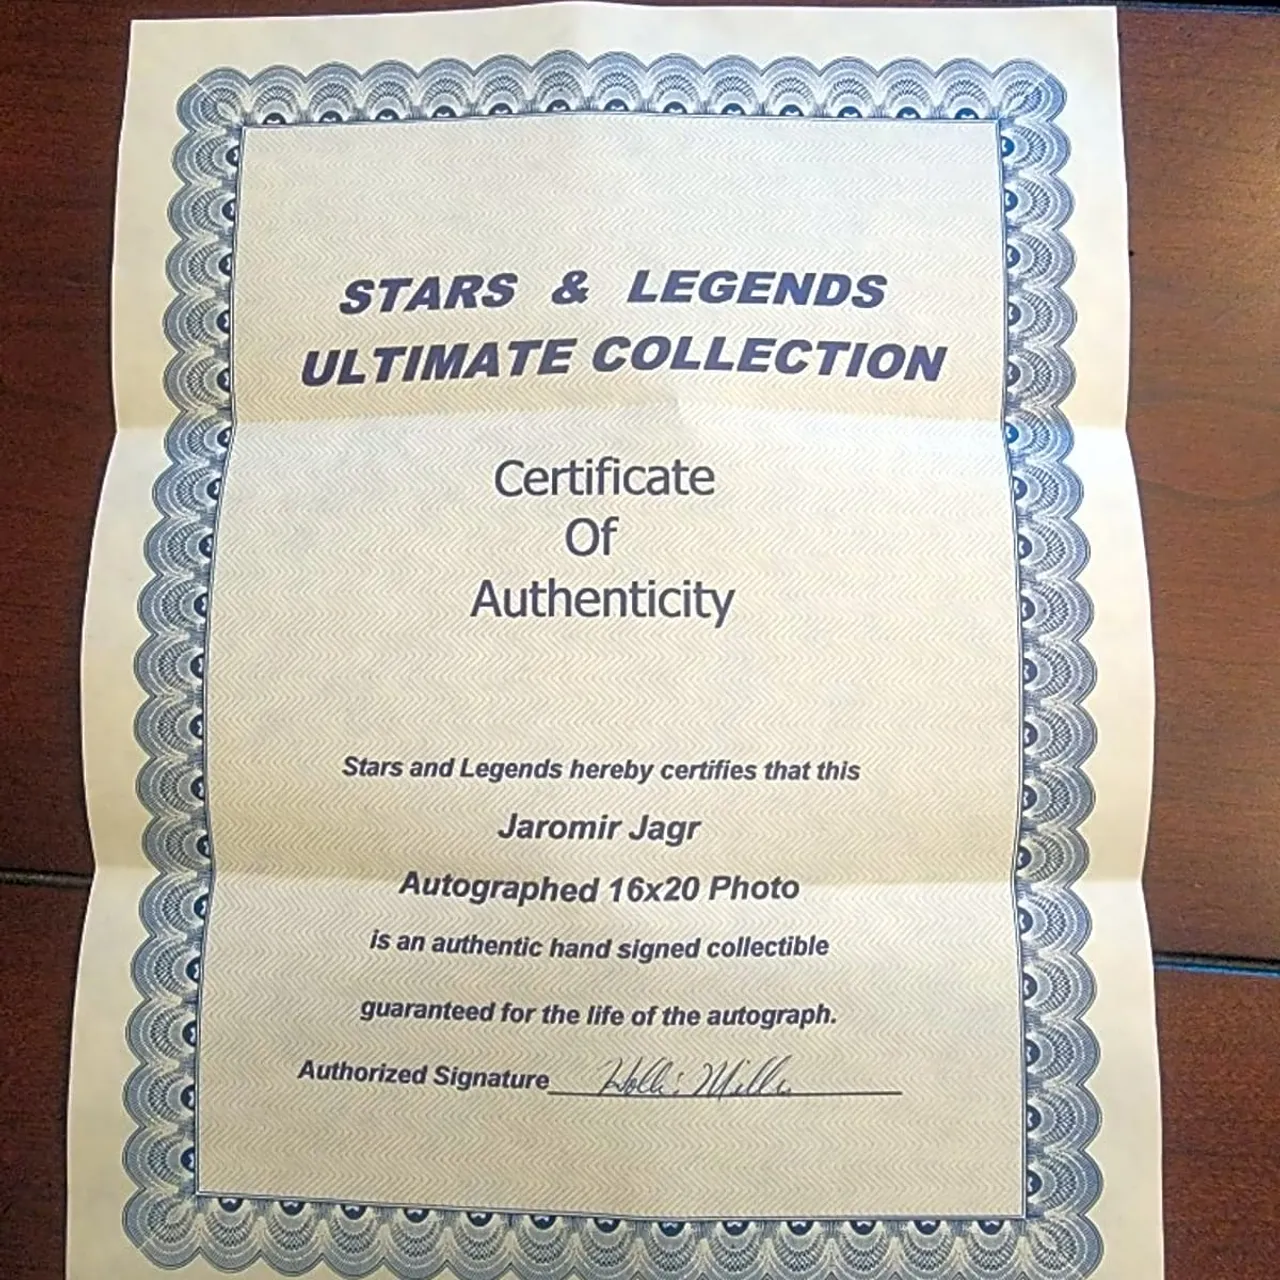 STARS & LEGENDS
ULTIMATE COLLECTION
Certificate
Of
Authenticity
Stars and Legends hereby certifies that this
Jaromir Jagr
Autographed 16x20 Photo
is an authentic hand signed collectible
guaranteed for the life of the autograph.
Authorized Signature